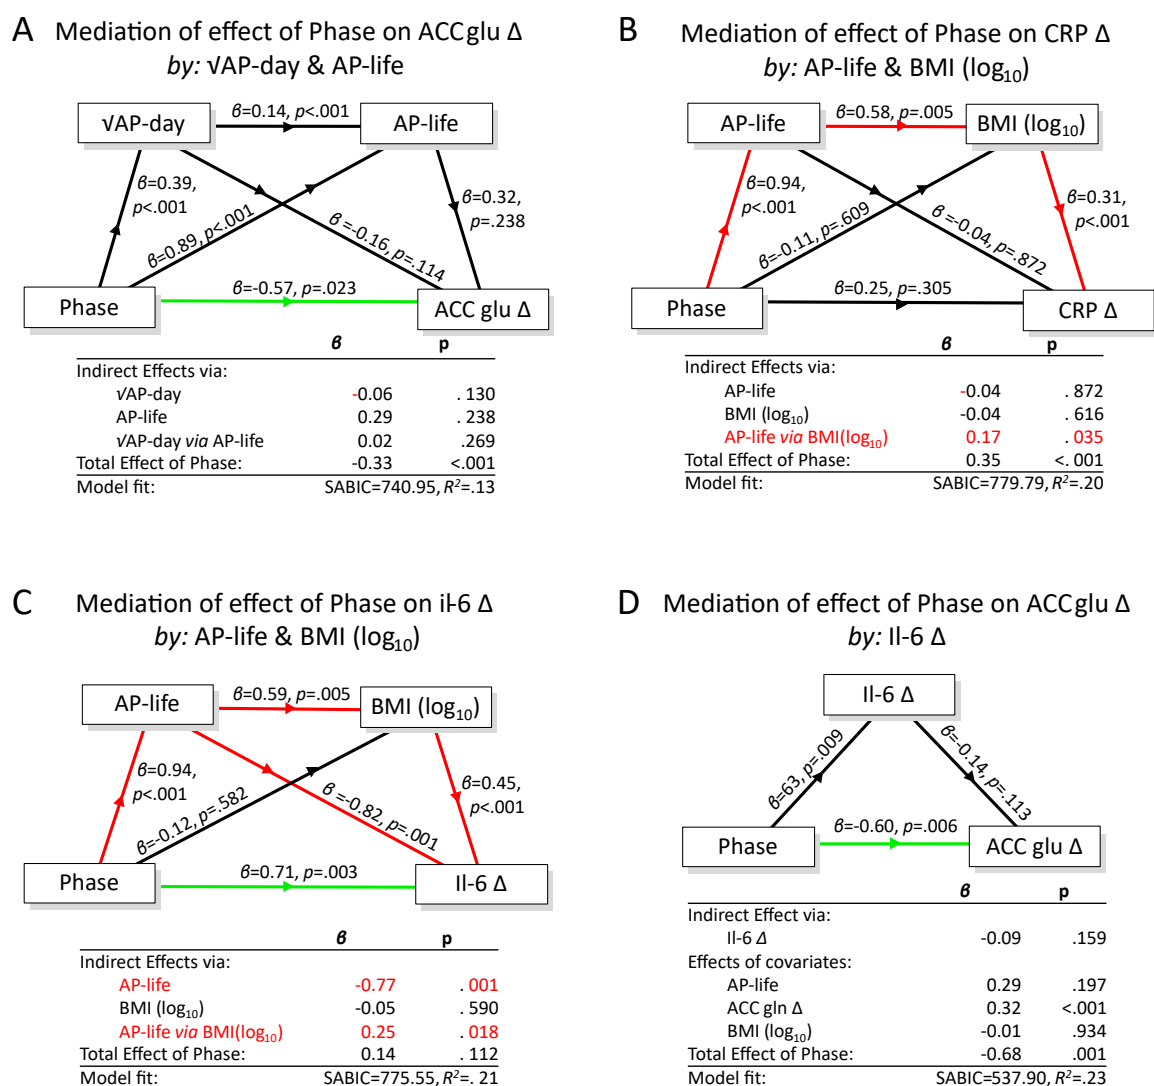 A Mediation of effect of Phase on ACC glu Δ
by: √AP-day & AP-life
√AP-day
β=0.14, p<.001
AP-life
β=0.39,
p<.001
β=0.89, p<.001
β=-0.16, p=.114
β=0.32,
p=.238
Phase
β=-0.57, p=.023
ACC glu Δ
β p
Indirect Effects via:
√AP-day -0.06 .130
AP-life 0.29 .238
√AP-day via AP-life 0.02 .269
Total Effect of Phase: -0.33 <.001
Model fit: SABIC=740.95, R²=.13
B Mediation of effect of Phase on CRP Δ
by: AP-life & BMI (log₁₀)
AP-life
β=0.58, p=.005
BMI (log₁₀)
β=0.94,
p<.001
β=-0.11, p=.609
β=-0.04, p=.872
β=0.31,
p<.001
Phase
β=0.25, p=.305
CRP Δ
β p
Indirect Effects via:
AP-life -0.04 .872
BMI (log₁₀) -0.04 .616
AP-life via BMI(log₁₀) 0.17 .035
Total Effect of Phase: 0.35 <.001
Model fit: SABIC=779.79, R²=.20
C Mediation of effect of Phase on il-6 Δ
by: AP-life & BMI (log₁₀)
AP-life
β=0.59, p=.005
BMI (log₁₀)
β=0.94,
p<.001
β=-0.12, p=.582
β=-0.82, p=.001
β=0.45,
p<.001
Phase
β=0.71, p=.003
Il-6 Δ
β p
Indirect Effects via:
AP-life -0.77 .001
BMI (log₁₀) -0.05 .590
AP-life via BMI(log₁₀) 0.25 .018
Total Effect of Phase: 0.14 .112
Model fit: SABIC=775.55, R²=.21
D Mediation of effect of Phase on ACC glu Δ
by: Il-6 Δ
Il-6 Δ
β=63, p=.009
β=-0.14, p=.113
Phase
β=-0.60, p=.006
ACC glu Δ
β p
Indirect Effect via:
Il-6 Δ -0.09 .159
Effects of covariates:
AP-life 0.29 .197
ACC gln Δ 0.32 <.001
BMI (log₁₀) -0.01 .934
Total Effect of Phase: -0.68 .001
Model fit: SABIC=537.90, R²=.23